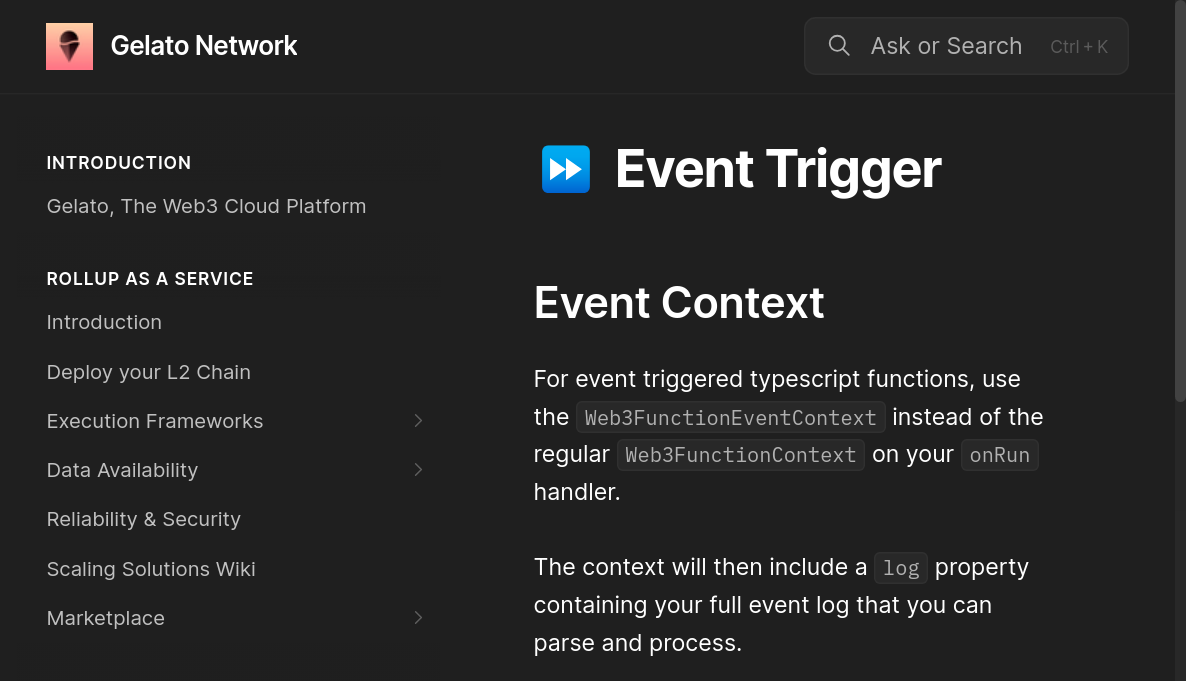 Gelato Network
Ask or Search Ctrl + K
INTRODUCTION
Gelato, The Web3 Cloud Platform
ROLLUP AS A SERVICE
Introduction
Deploy your L2 Chain
Execution Frameworks
Data Availability
Reliability & Security
Scaling Solutions Wiki
Marketplace
Event Trigger
Event Context
For event triggered typescript functions, use
the Web3FunctionEventContext instead of the
regular Web3FunctionContext on your onRun
handler.
The context will then include a log property
containing your full event log that you can
parse and process.